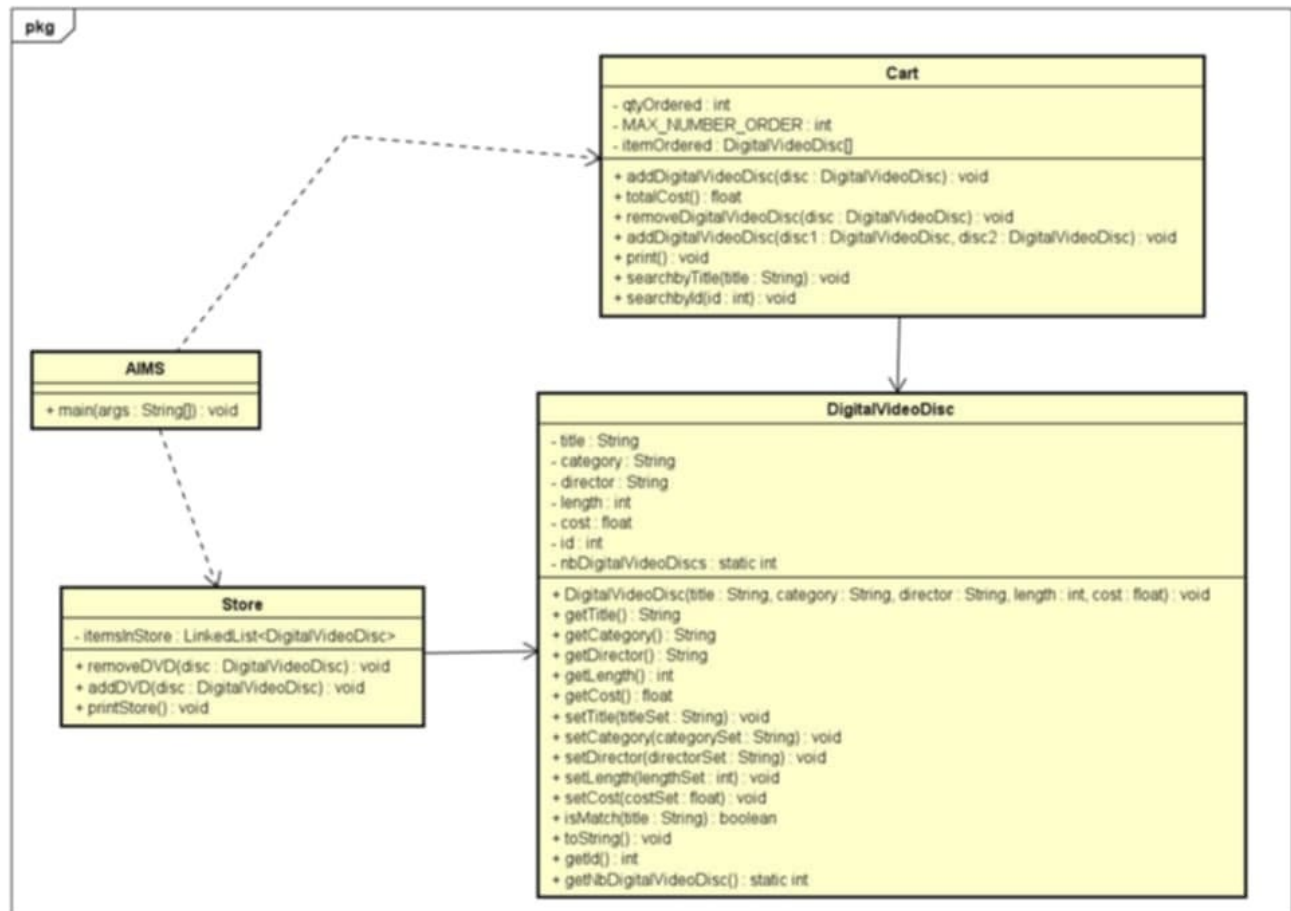 pkg
Cart
- qtyOrdered : int
- MAX_NUMBER_ORDER : int
- itemOrdered : DigitalVideoDisc[]
+ addDigitalVideoDisc(disc : DigitalVideoDisc) : void
+ totalCost() : float
+ removeDigitalVideoDisc(disc : DigitalVideoDisc) : void
+ addDigitalVideoDisc(disc1 : DigitalVideoDisc, disc2 : DigitalVideoDisc) : void
+ print() : void
+ searchbyTitle(title : String) : void
+ searchbyId(id : int) : void
AIMS
+ main(args : String[]) : void
DigitalVideoDisc
- title : String
- category : String
- director : String
- length : int
- cost : float
- id : int
- nbDigitalVideoDiscs : static int
+ DigitalVideoDisc(title : String, category : String, director : String, length : int, cost : float) : void
+ getTitle() : String
+ getCategory() : String
+ getDirector() : String
+ getLength() : int
+ getCost() : float
+ setTitle(titleSet : String) : void
+ setCategory(categorySet : String) : void
+ setDirector(directorSet : String) : void
+ setLength(lengthSet : int) : void
+ setCost(costSet : float) : void
+ isMatch(title : String) : boolean
+ toString() : void
+ getId() : int
+ getNbDigitalVideoDisc() : static int
Store
- itemsInStore : LinkedList<DigitalVideoDisc>
+ removeDVD(disc : DigitalVideoDisc) : void
+ addDVD(disc : DigitalVideoDisc) : void
+ printStore() : void